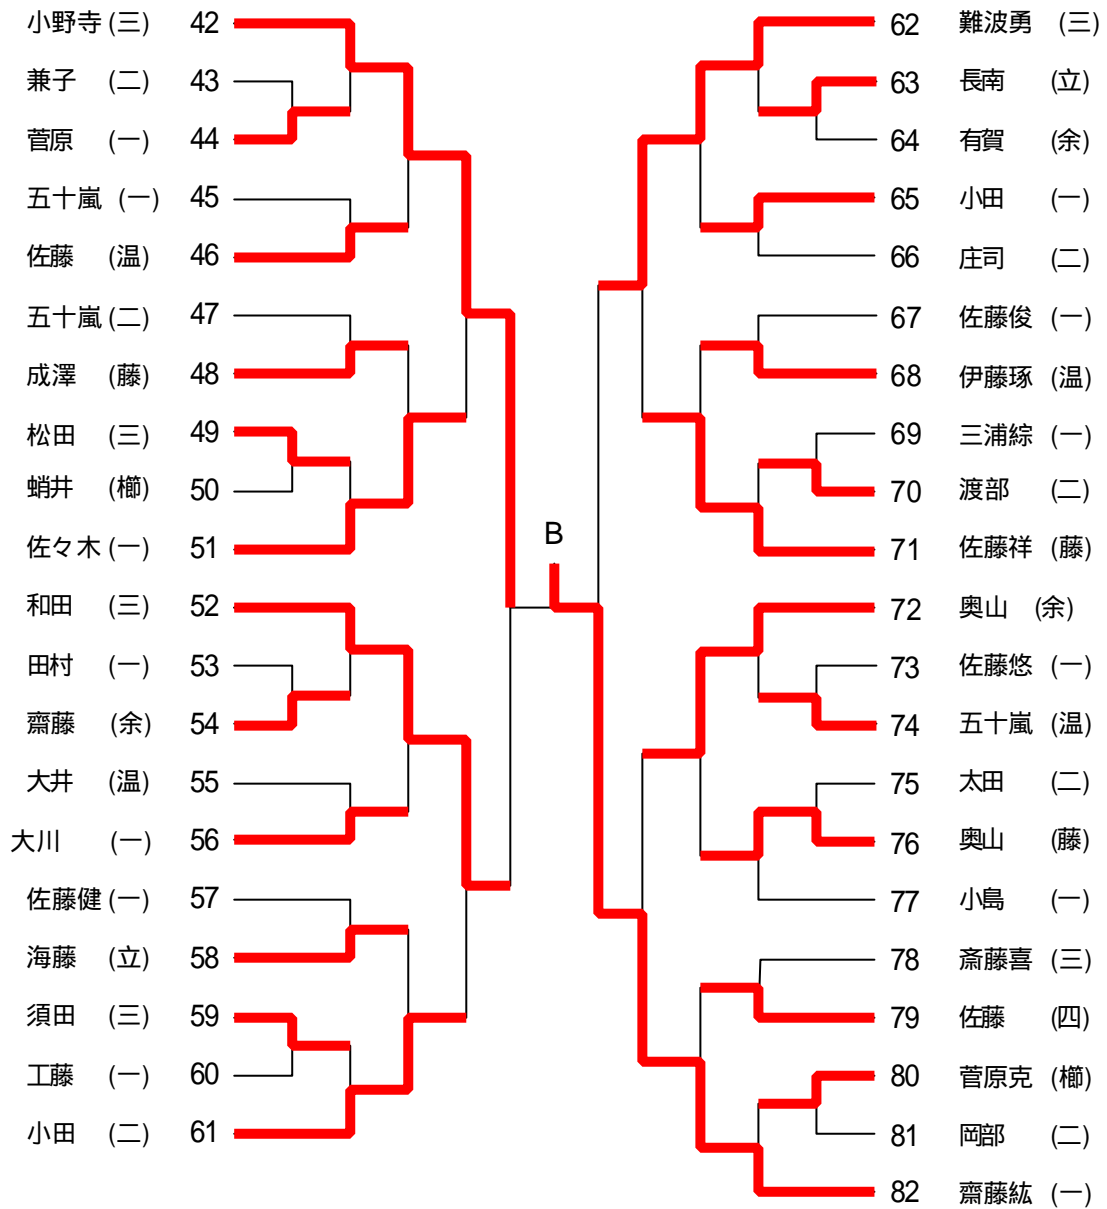 小野寺(三) 42
兼子 (二) 43
菅原 (一) 44
五十嵐 (一) 45
佐藤 (温) 46
五十嵐(二) 47
成澤 (藤) 48
松田 (三) 49
蛸井 (櫛) 50
佐々木(一) 51
和田 (三) 52
田村 (一) 53
齋藤 (余) 54
大井 (温) 55
大川 (一) 56
佐藤健(一) 57
海藤 (立) 58
須田 (三) 59
工藤 (一) 60
小田 (二) 61
B
62 難波勇 (三)
63 長南 (立)
64 有賀 (余)
65 小田 (一)
66 庄司 (二)
67 佐藤俊 (一)
68 伊藤琢 (温)
69 三浦綜 (一)
70 渡部 (二)
71 佐藤祥 (藤)
72 奥山 (余)
73 佐藤悠 (一)
74 五十嵐 (温)
75 太田 (二)
76 奥山 (藤)
77 小島 (一)
78 斎藤喜 (三)
79 佐藤 (四)
80 菅原克 (櫛)
81 岡部 (二)
82 齋藤紘 (一)